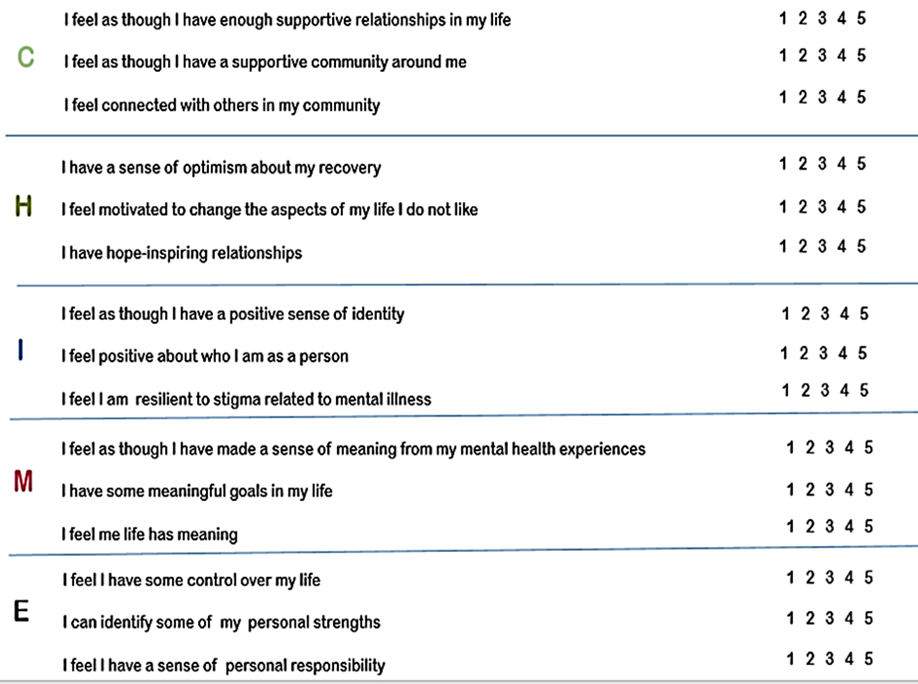 I feel as though I have enough supportive relationships in my life 1 2 3 4 5
C I feel as though I have a supportive community around me 1 2 3 4 5
I feel connected with others in my community 1 2 3 4 5
I have a sense of optimism about my recovery 1 2 3 4 5
H I feel motivated to change the aspects of my life I do not like 1 2 3 4 5
I have hope-inspiring relationships 1 2 3 4 5
I feel as though I have a positive sense of identity 1 2 3 4 5
I I feel positive about who I am as a person 1 2 3 4 5
I feel I am resilient to stigma related to mental illness 1 2 3 4 5
I feel as though I have made a sense of meaning from my mental health experiences 1 2 3 4 5
M I have some meaningful goals in my life 1 2 3 4 5
I feel me life has meaning 1 2 3 4 5
I feel I have some control over my life 1 2 3 4 5
E I can identify some of my personal strengths 1 2 3 4 5
I feel I have a sense of personal responsibility 1 2 3 4 5